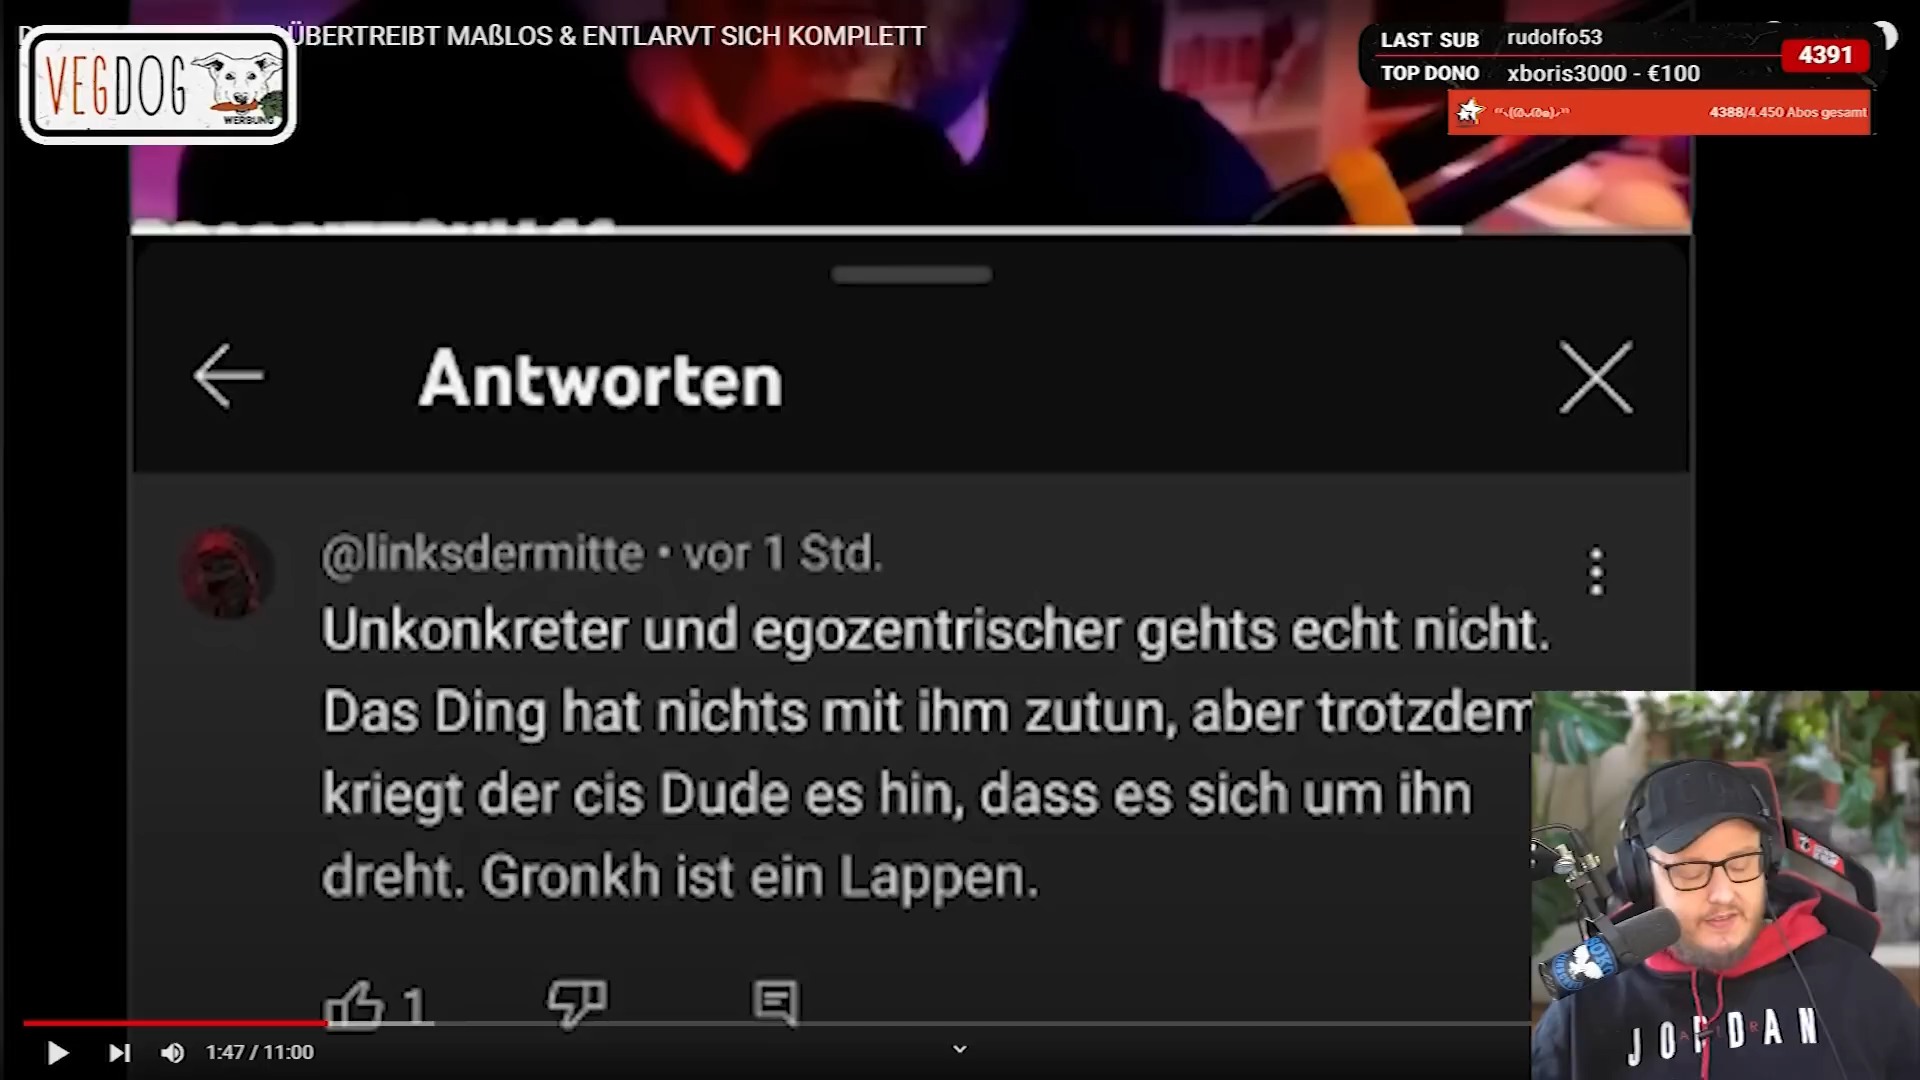 ÜBERTREIBT MAßLOS & ENTLARVT SICH KOMPLETT
VEGDOG
WERBUNG
LAST SUB rudolfo53
4391
TOP DONO xboris3000 - €100
4388/4.450 Abos gesamt
Antworten
@linksdermitte • vor 1 Std.
Unkonkreter und egozentrischer gehts echt nicht.
Das Ding hat nichts mit ihm zutun, aber trotzdem
kriegt der cis Dude es hin, dass es sich um ihn
dreht. Gronkh ist ein Lappen.
1
1:47 / 11:00
JORDAN